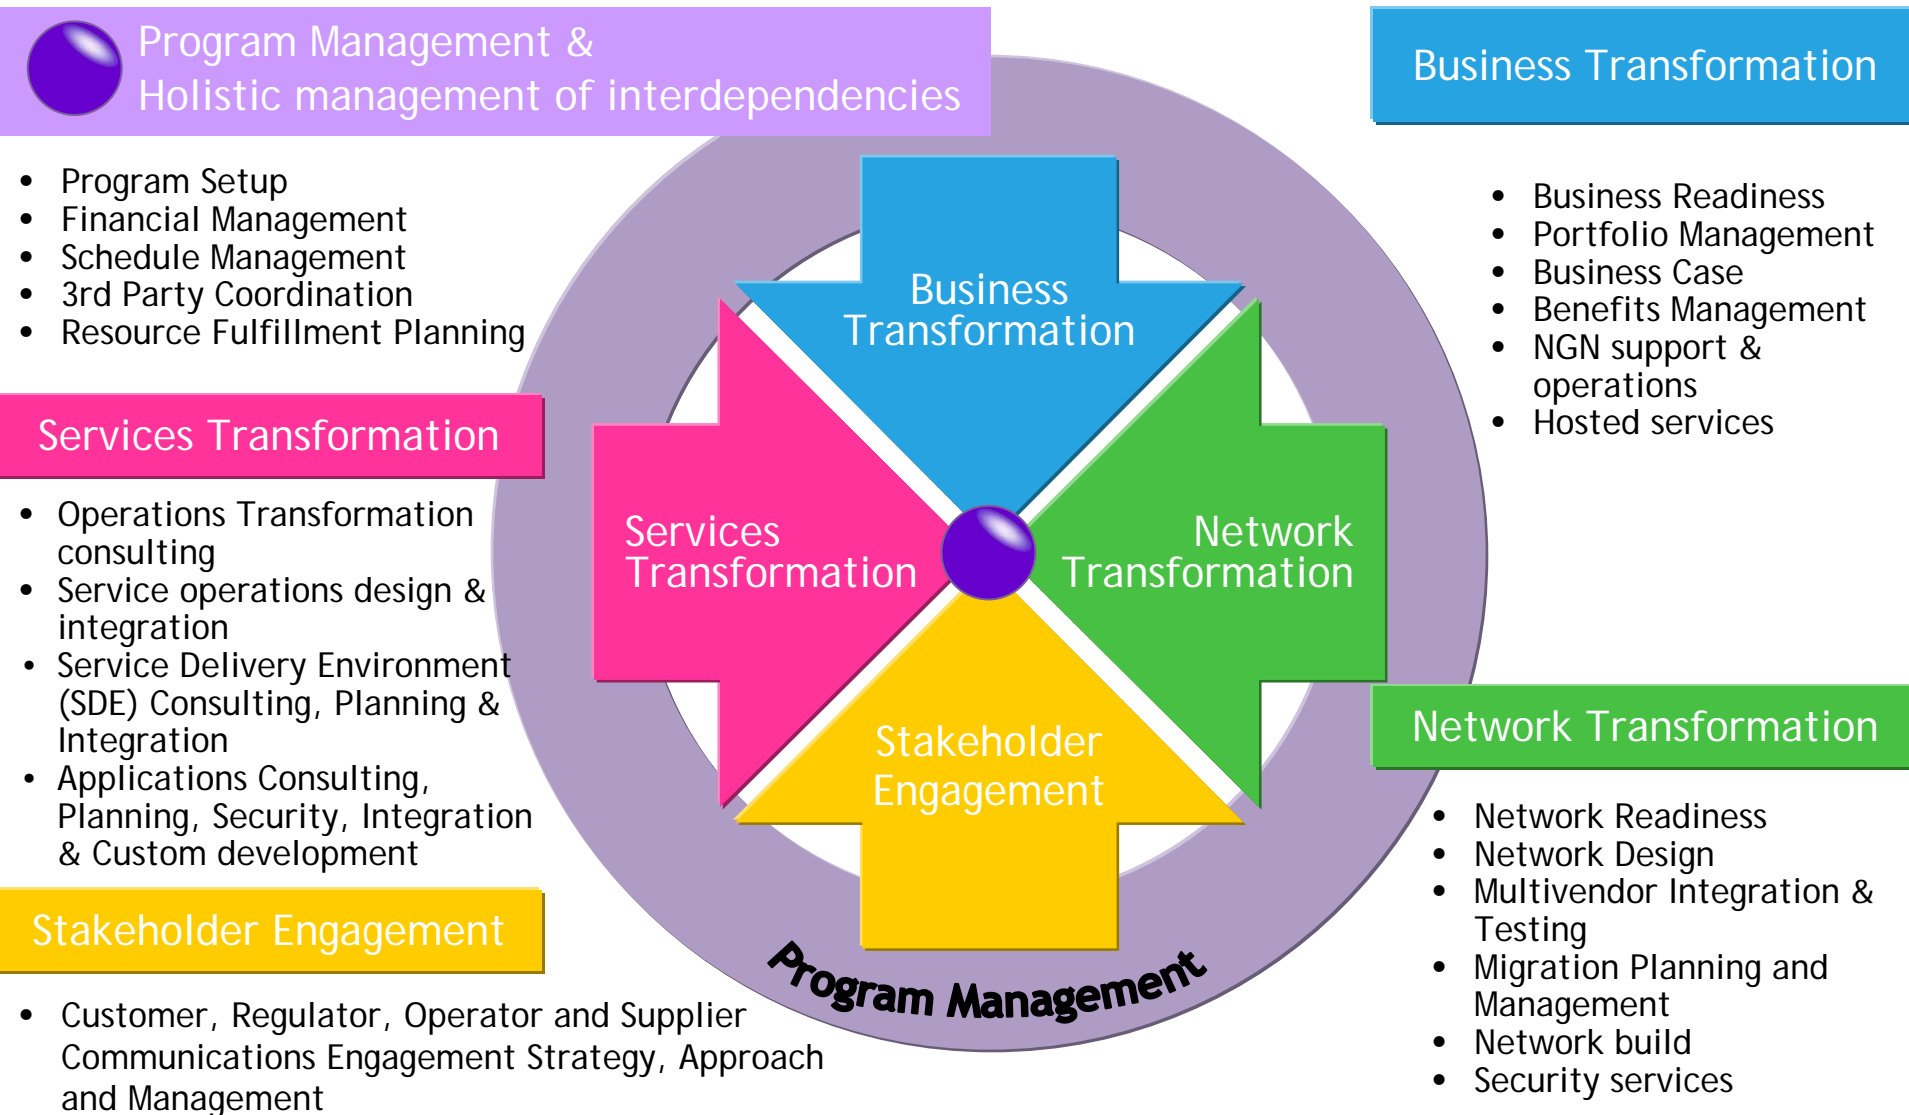 Program Management &
Holistic management of interdependencies
• Program Setup
• Financial Management
• Schedule Management
• 3rd Party Coordination
• Resource Fulfillment Planning
Services Transformation
• Operations Transformation
consulting
• Service operations design &
integration
• Service Delivery Environment
(SDE) Consulting, Planning &
Integration
• Applications Consulting,
Planning, Security, Integration
& Custom development
Stakeholder Engagement
• Customer, Regulator, Operator and Supplier
Communications Engagement Strategy, Approach
and Management
Business
Transformation
Services
Transformation
Network
Transformation
Stakeholder
Engagement
Program Management
Business Transformation
• Business Readiness
• Portfolio Management
• Business Case
• Benefits Management
• NGN support &
operations
• Hosted services
Network Transformation
• Network Readiness
• Network Design
• Multivendor Integration &
Testing
• Migration Planning and
Management
• Network build
• Security services